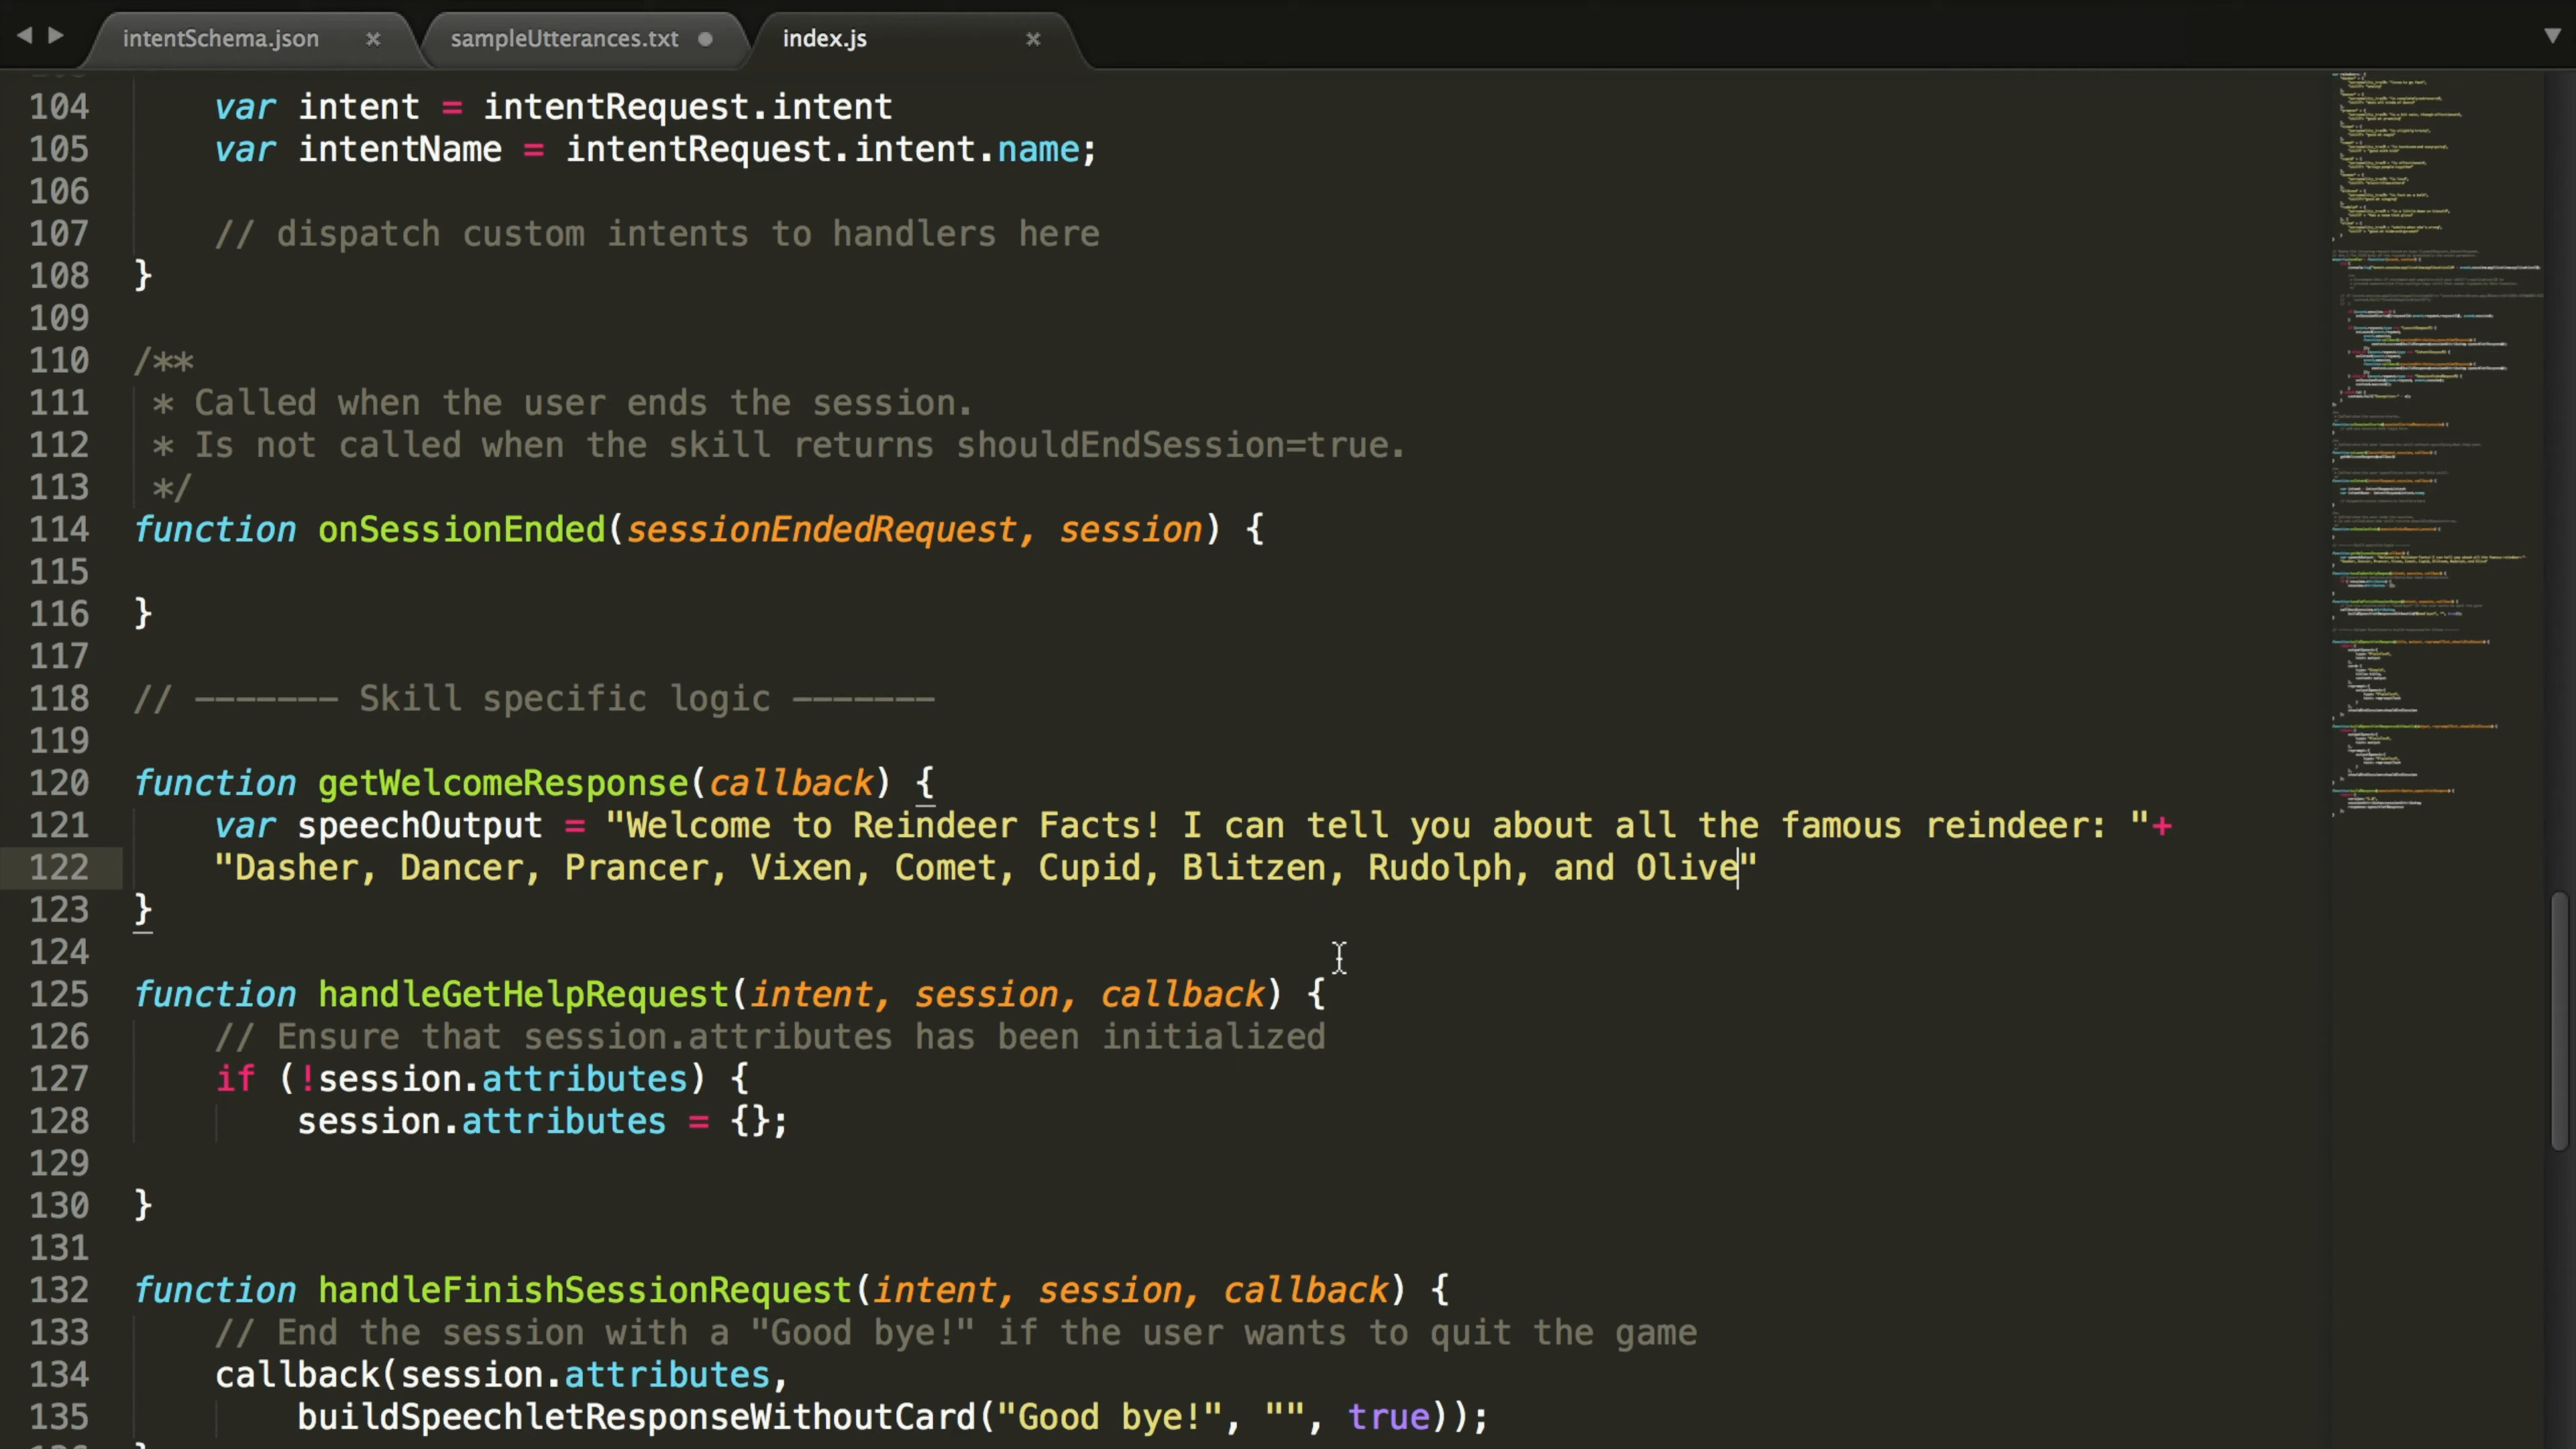 intentSchema.json
sampleUtterances.txt
index.js
104 var intent = intentRequest.intent
105 var intentName = intentRequest.intent.name;
106
107 // dispatch custom intents to handlers here
108 }
109
110 /**
111 * Called when the user ends the session.
112 * Is not called when the skill returns shouldEndSession=true.
113 */
114 function onSessionEnded(sessionEndedRequest, session) {
115
116 }
117
118 // ------- Skill specific logic -------
119
120 function getWelcomeResponse(callback) {
121 var speechOutput = "Welcome to Reindeer Facts! I can tell you about all the famous reindeer: "+
122 "Dasher, Dancer, Prancer, Vixen, Comet, Cupid, Blitzen, Rudolph, and Olive"
123 }
124
125 function handleGetHelpRequest(intent, session, callback) {
126 // Ensure that session.attributes has been initialized
127 if (!session.attributes) {
128 session.attributes = {};
129
130 }
131
132 function handleFinishSessionRequest(intent, session, callback) {
133 // End the session with a "Good bye!" if the user wants to quit the game
134 callback(session.attributes,
135 buildSpeechletResponseWithoutCard("Good bye!", "", true));